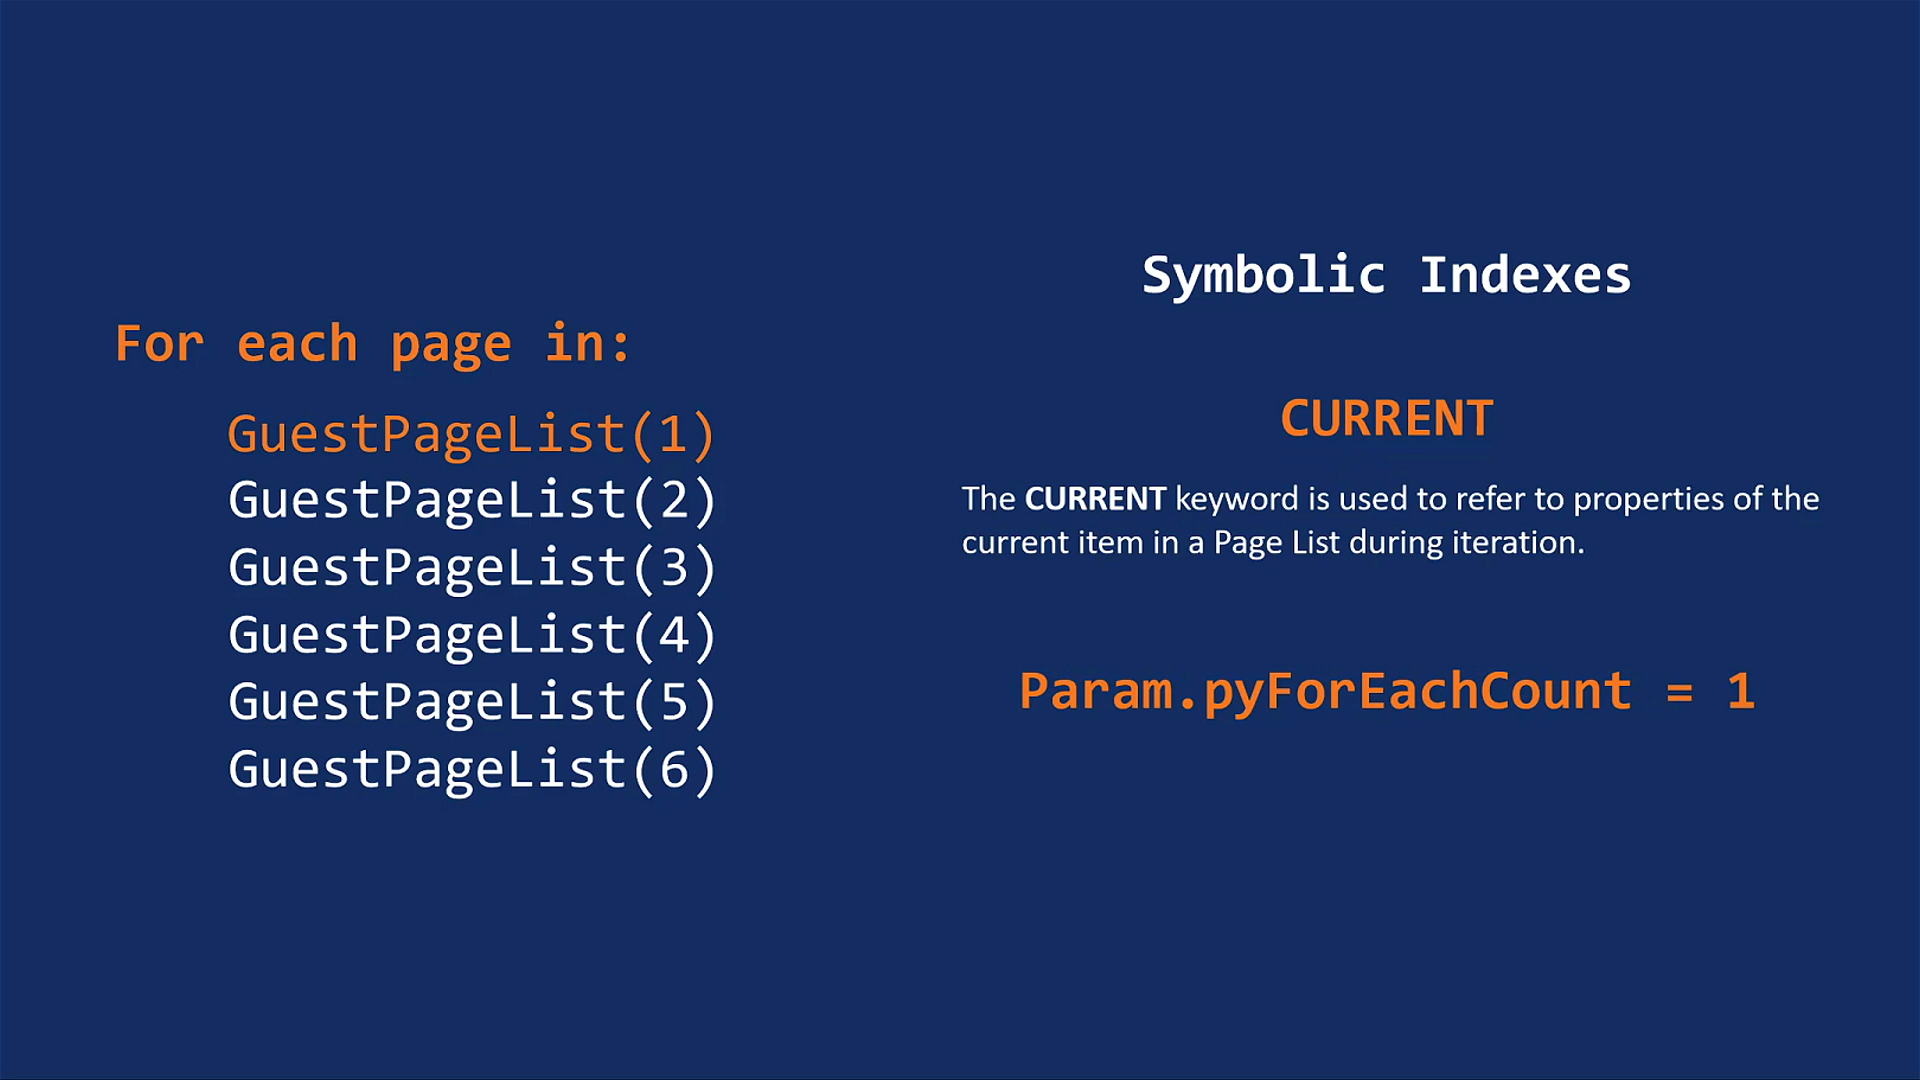 For each page in:
GuestPageList(1)
GuestPageList(2)
GuestPageList(3)
GuestPageList(4)
GuestPageList(5)
GuestPageList(6)
Symbolic Indexes
CURRENT
The CURRENT keyword is used to refer to properties of the
current item in a Page List during iteration.
Param.pyForEachCount = 1